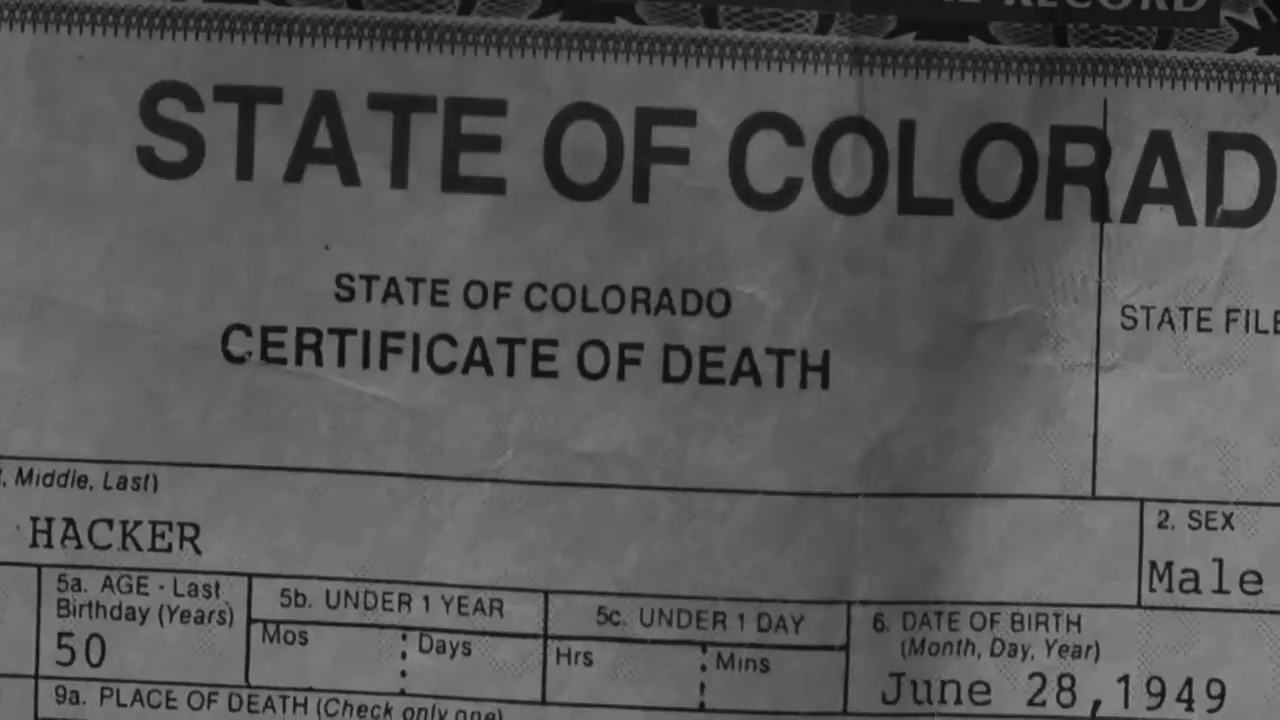 RECORD
STATE OF COLORAD
STATE OF COLORADO
CERTIFICATE OF DEATH
STATE FILE
, Middle, Last)
HACKER
2. SEX
Male
5a. AGE - Last
Birthday (Years)
50
5b. UNDER 1 YEAR
Mos
Days
5c. UNDER 1 DAY
Hrs
Mins
6. DATE OF BIRTH
(Month, Day, Year)
June 28,1949
9a. PLACE OF DEATH (Check only one)